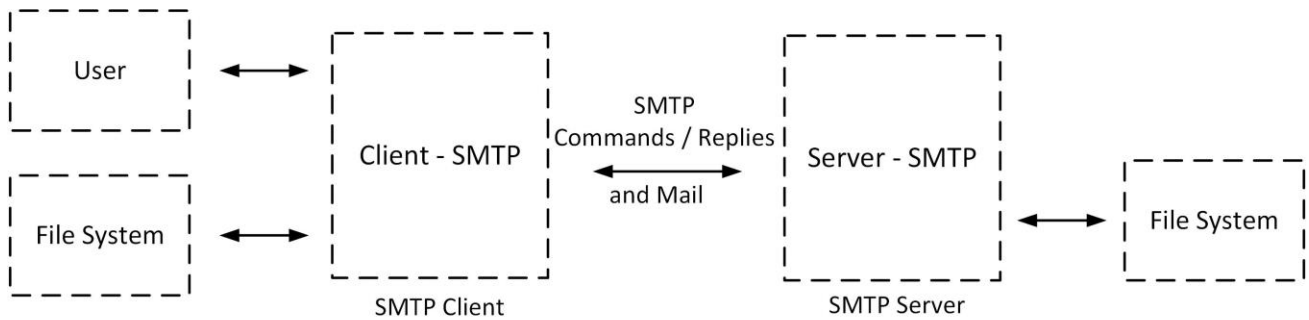 User
File System
Client - SMTP
SMTP Client
SMTP
Commands / Replies
and Mail
Server - SMTP
SMTP Server
File System